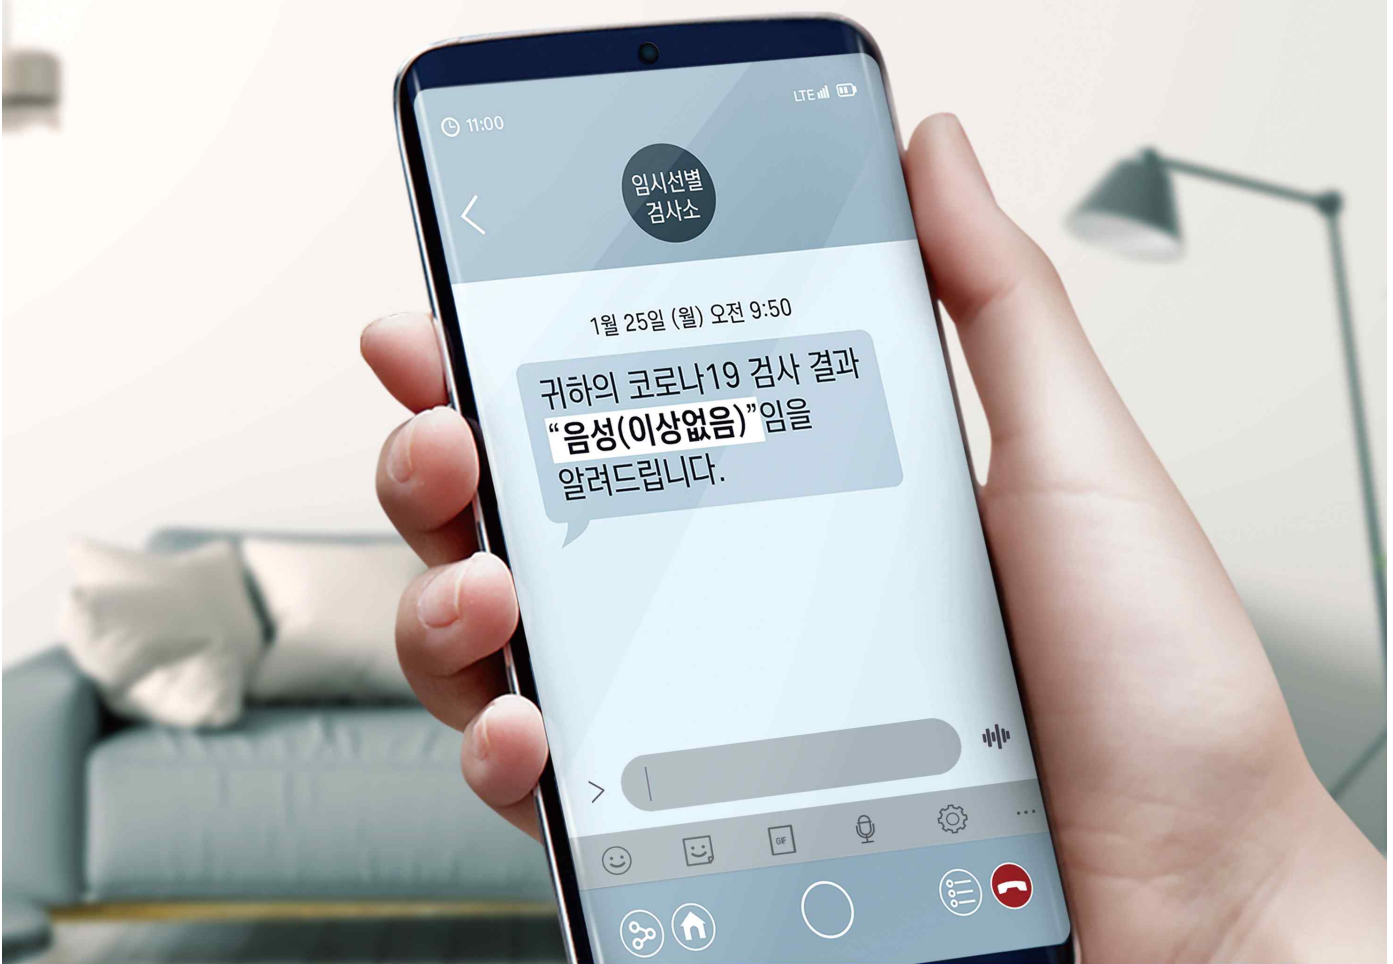 11:00
LTE
임시선별
검사소
1월 25일 (월) 오전 9:50
귀하의 코로나19 검사 결과
“음성(이상없음)”임을
알려드립니다.
GIF